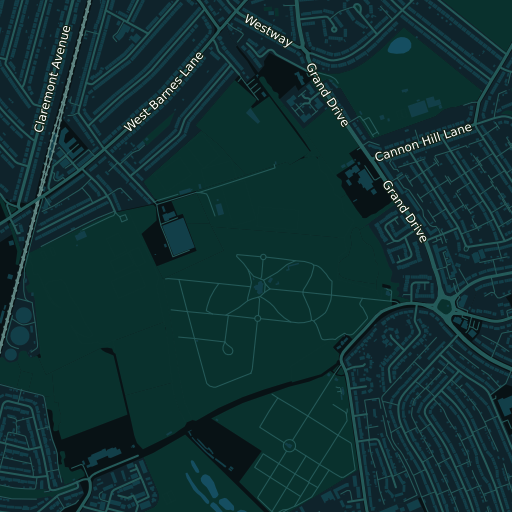 Westway
Claremont Avenue
West Barnes Lane
Grand Drive
Cannon Hill Lane
Grand Drive